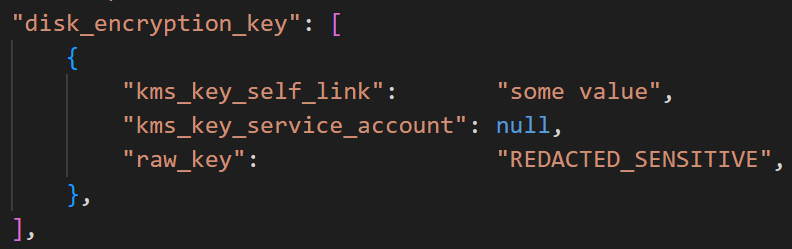 "disk_encryption_key": [
{
"kms_key_self_link": "some value",
"kms_key_service_account": null,
"raw_key": "REDACTED_SENSITIVE",
},
],